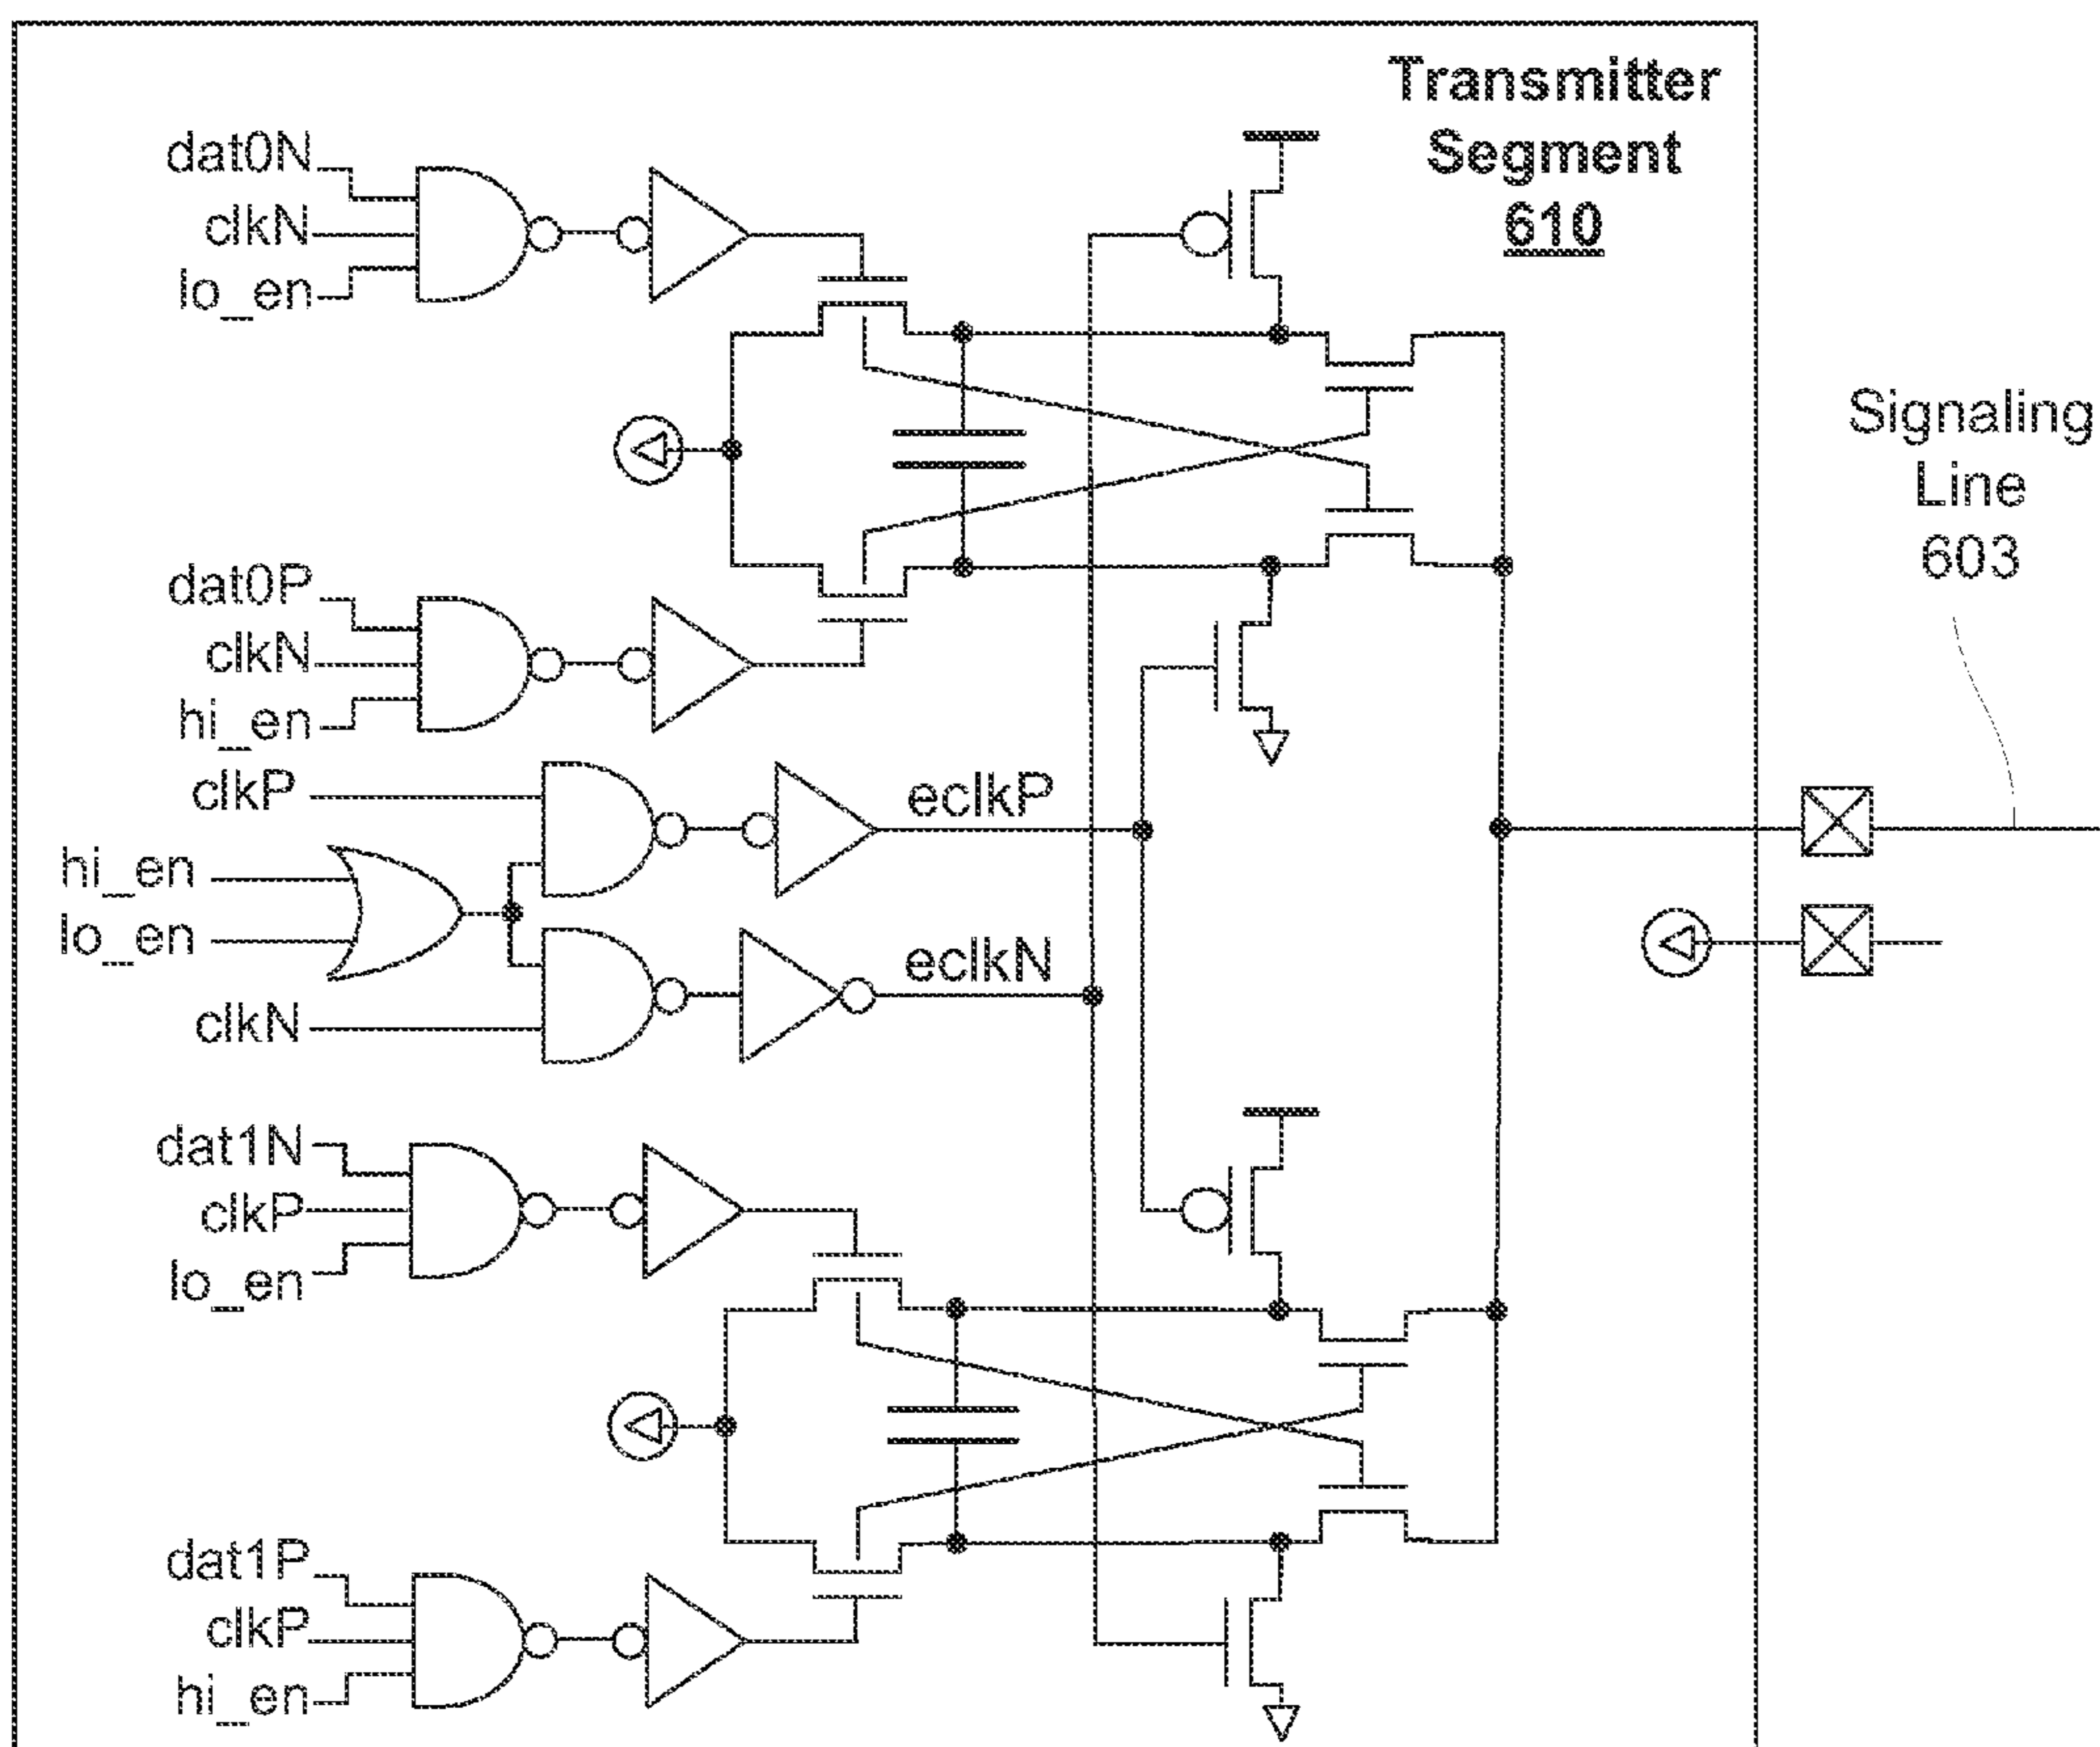 Transmitter
Segment
610
dat0N
clkN
lo_en
Signaling
Line
603
dat0P
clkN
hi_en
clkP
eclkP
hi_en
lo_en
eclkN
clkN
dat1N
clkP
lo_en
dat1P
clkP
hi_en